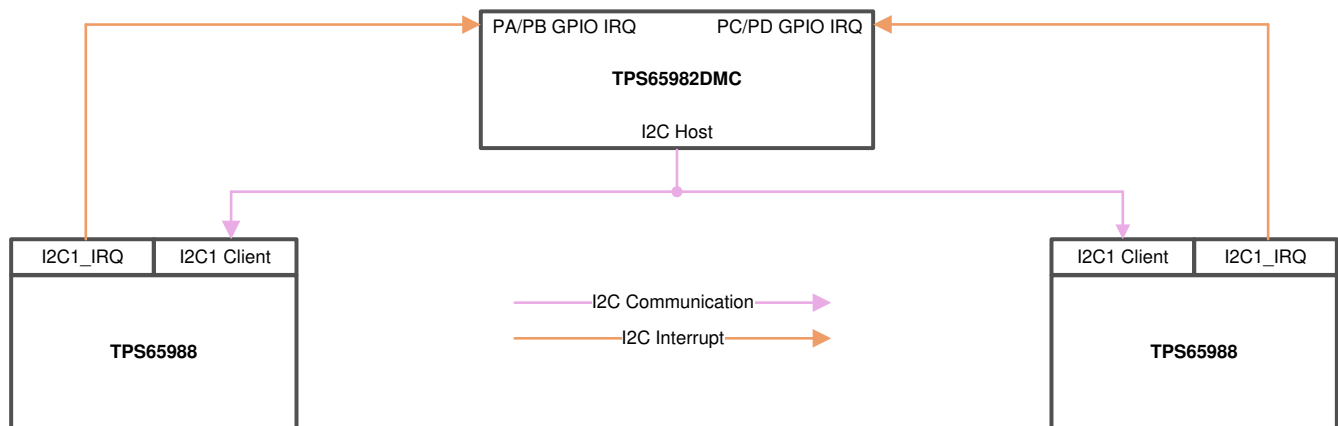 PA/PB GPIO IRQ PC/PD GPIO IRQ
TPS65982DMC
I2C Host
I2C1_IRQ I2C1 Client I2C1 Client I2C1_IRQ
I2C Communication
I2C Interrupt
TPS65988 TPS65988